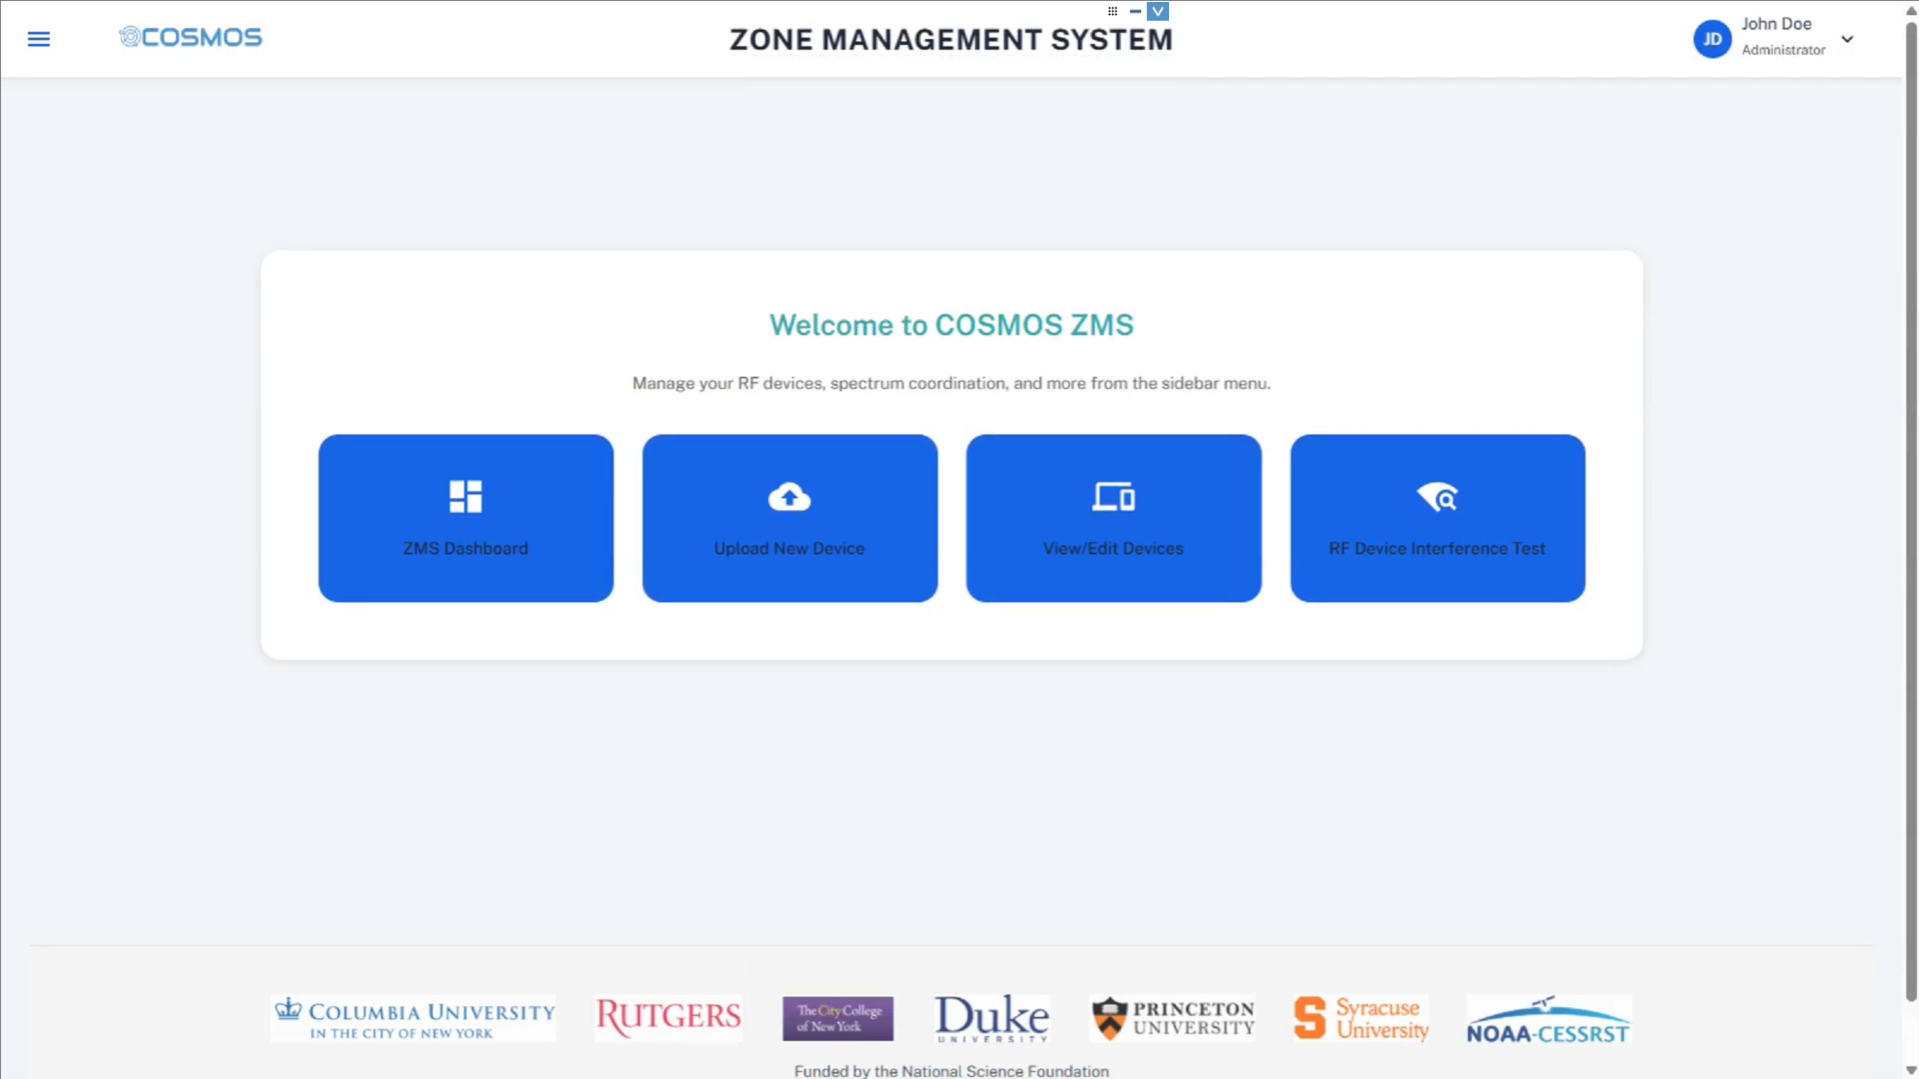 COSMOS
ZONE MANAGEMENT SYSTEM
JD
John Doe
Administrator
Welcome to COSMOS ZMS
Manage your RF devices, spectrum coordination, and more from the sidebar menu.
ZMS Dashboard
Upload New Device
View/Edit Devices
RF Device Interference Test
COLUMBIA UNIVERSITY
IN THE CITY OF NEW YORK
RUTGERS
The City College
of New York
Duke
UNIVERSITY
PRINCETON
UNIVERSITY
S
Syracuse
University
NOAA-CESSRST
Funded by the National Science Foundation